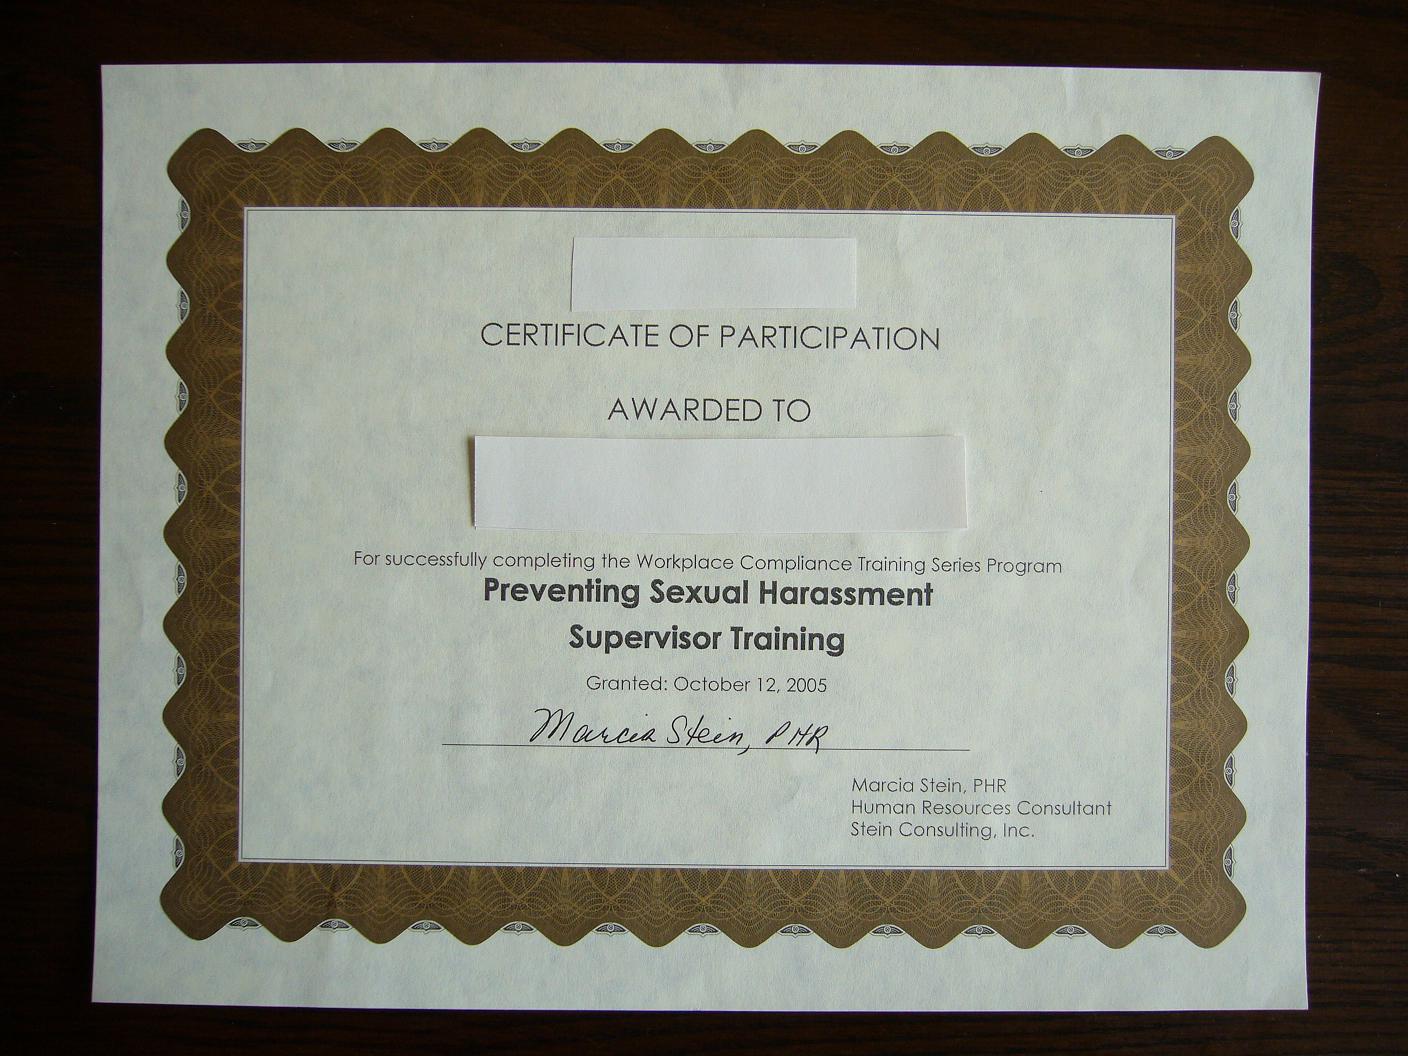 CERTIFICATE OF PARTICIPATION
AWARDED TO
For successfully completing the Workplace Compliance Training Series Program
Preventing Sexual Harassment
Supervisor Training
Granted: October 12, 2005
Marcia Stein, PHR
Marcia Stein, PHR
Human Resources Consultant
Stein Consulting, Inc.